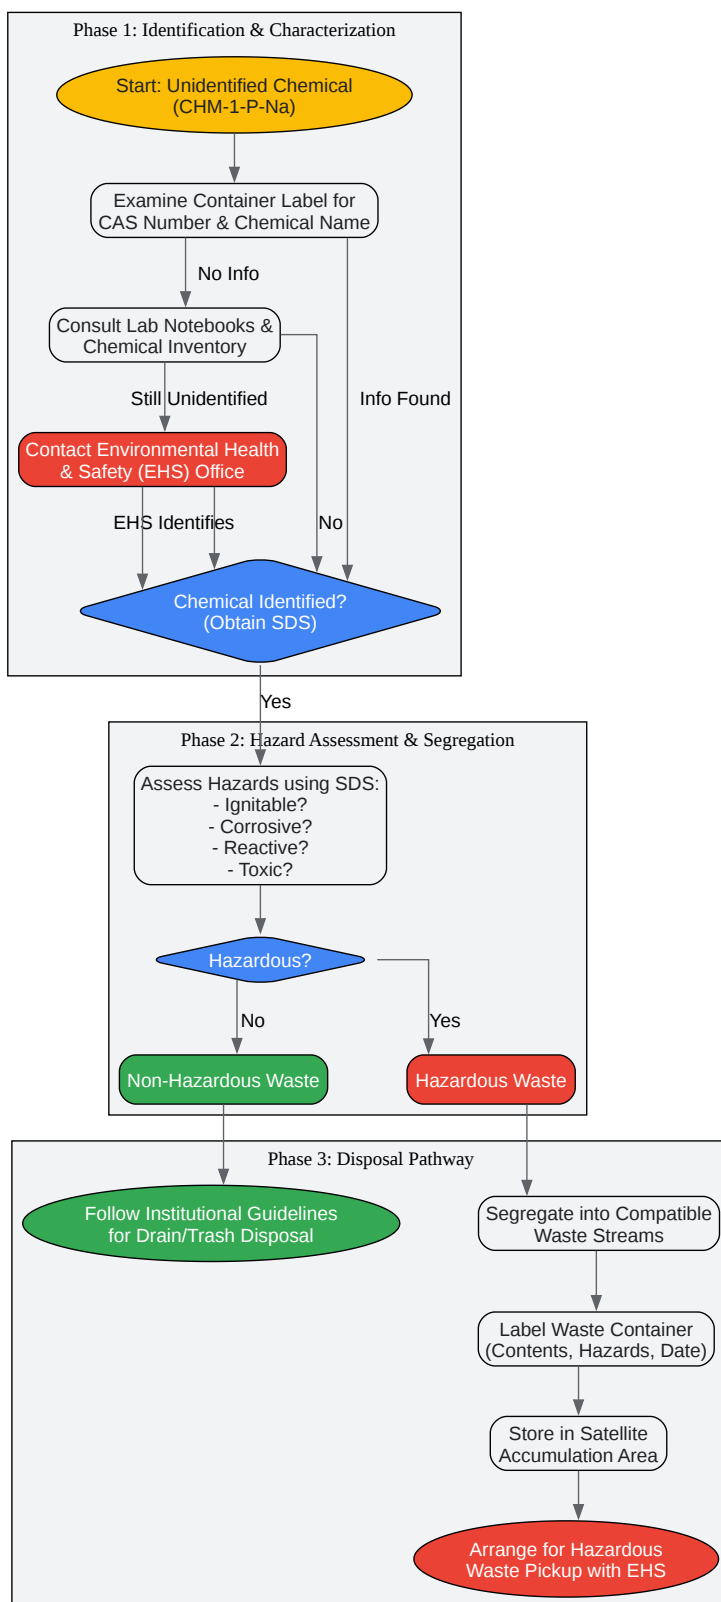 Phase 1: Identification & Characterization
Start: Unidentified Chemical
(CHM-1-P-Na)
Examine Container Label for
CAS Number & Chemical Name
No Info
Consult Lab Notebooks &
Chemical Inventory
Still Unidentified
Info Found
Contact Environmental Health
& Safety (EHS) Office
EHS Identifies
No
Chemical Identified?
(Obtain SDS)
Yes
Phase 2: Hazard Assessment & Segregation
Assess Hazards using SDS:
- Ignitable?
- Corrosive?
- Reactive?
- Toxic?
Hazardous?
No
Yes
Non-Hazardous Waste
Hazardous Waste
Phase 3: Disposal Pathway
Follow Institutional Guidelines
for Drain/Trash Disposal
Segregate into Compatible
Waste Streams
Label Waste Container
(Contents, Hazards, Date)
Store in Satellite
Accumulation Area
Arrange for Hazardous
Waste Pickup with EHS